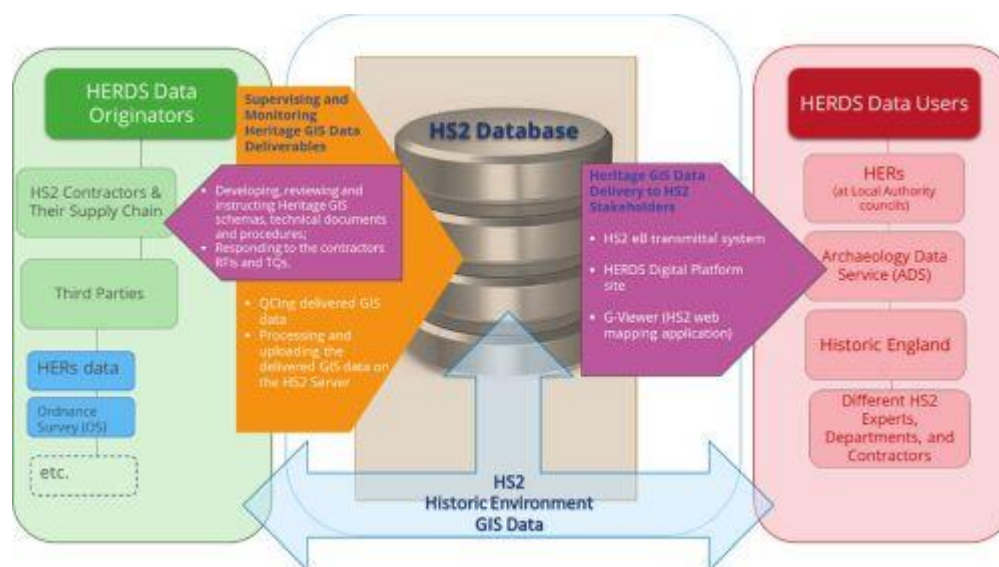 HERDS Data
Originators
HS2 Contractors &
Their Supply Chain
Third Parties
HERs data
Ordnance
Survey (OS)
etc.
Supervising and
Monitoring
Heritage GIS Data
Deliverables
• Developing, reviewing and
instructing Heritage GIS
schemas, technical documents
and procedures;
• Responding to the contractors
RFIs and TQs.
• QCing delivered GIS
data
• Processing and
uploading the
delivered GIS data on
the HS2 Server
HS2 Database
Heritage GIS Data
Delivery to HS2
Stakeholders
• HS2 eB transmittal system
• HERDS Digital Platform
site
• G-Viewer (HS2 web
mapping application)
HS2
Historic Environment
GIS Data
HERDS Data Users
HERs
(at Local Authority
councils)
Archaeology Data
Service (ADS)
Historic England
Different HS2
Experts,
Departments, and
Contractors